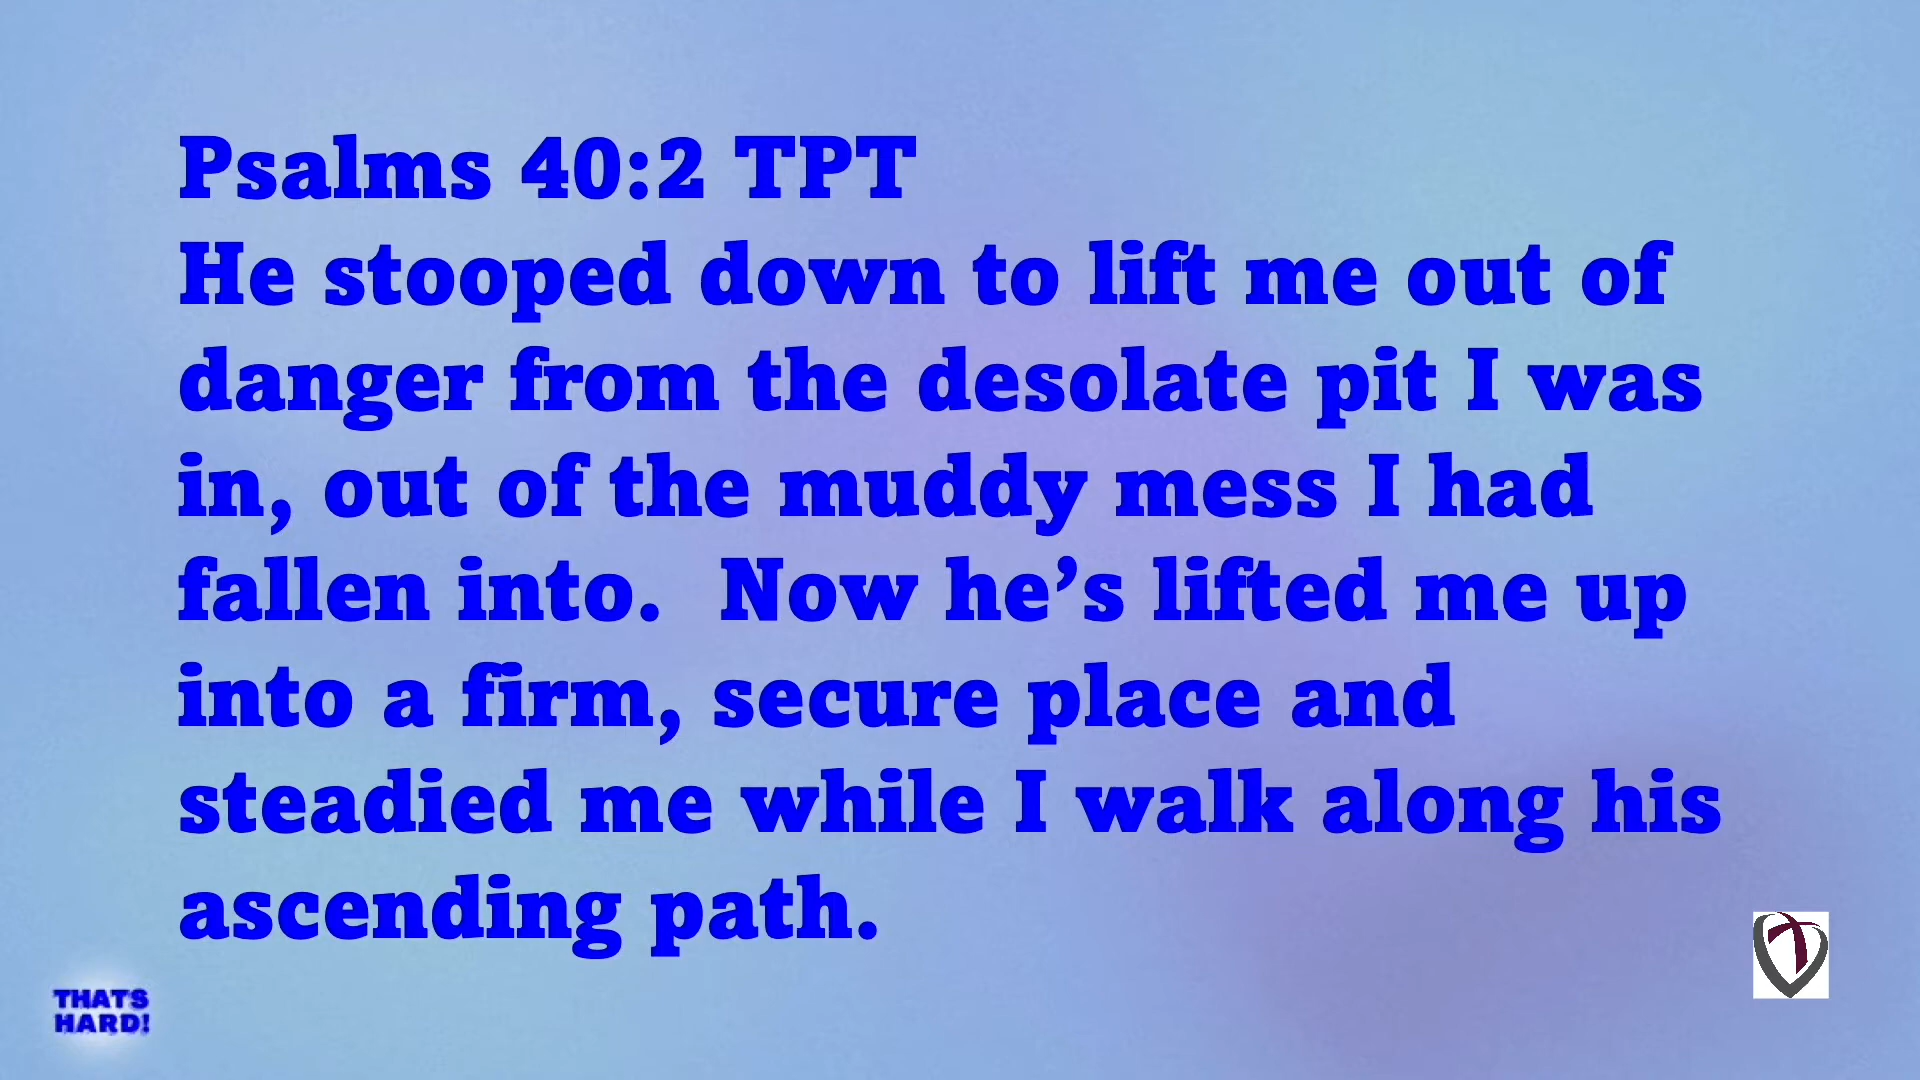 Psalms 40:2 TPT
He stooped down to lift me out of
danger from the desolate pit I was
in, out of the muddy mess I had
fallen into.  Now he’s lifted me up
into a firm, secure place and
steadied me while I walk along his
ascending path.
THATS
HARD!